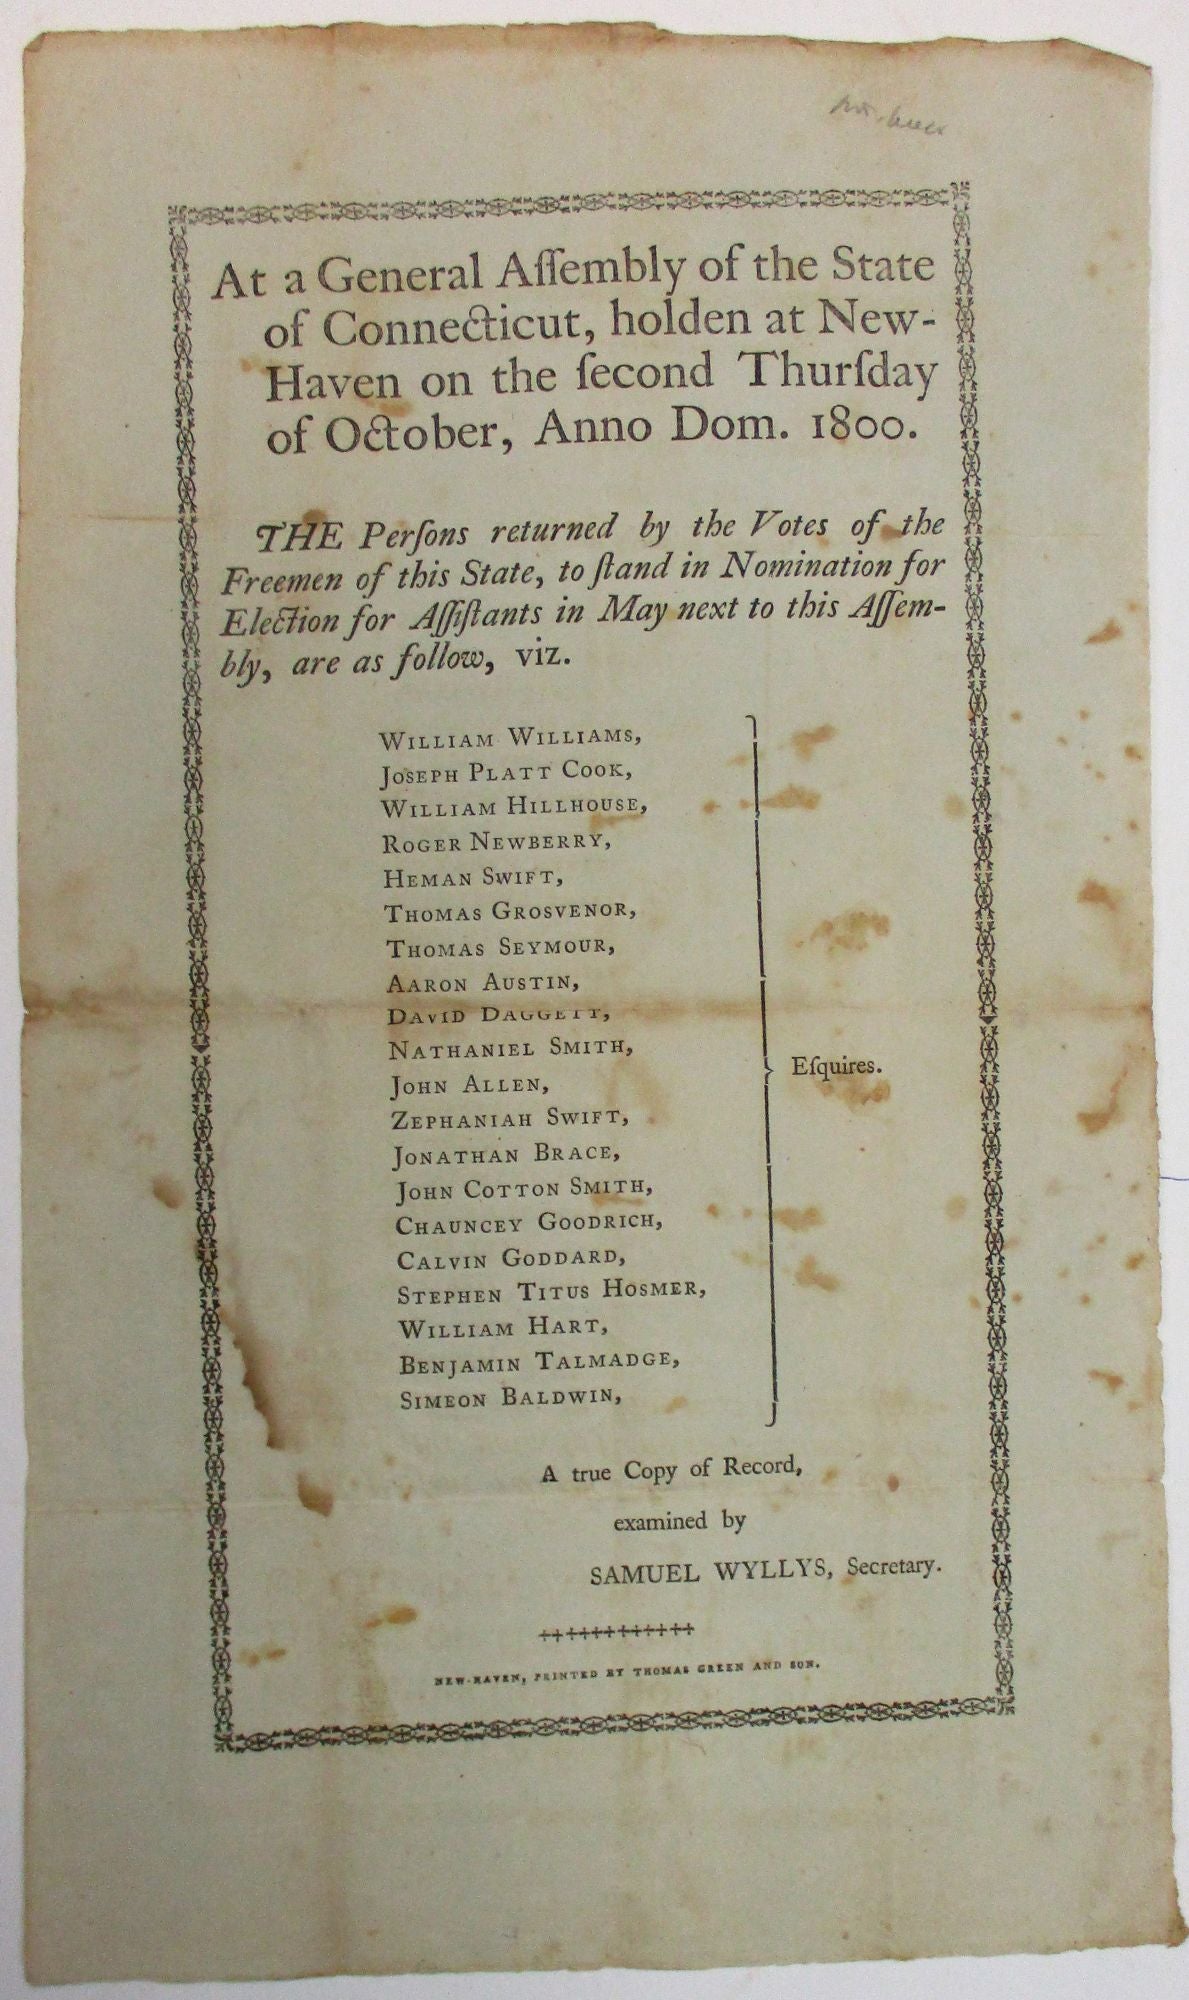 At a General Aſſembly of the State
of Connecticut, holden at New-
Haven on the ſecond Thurſday
of October, Anno Dom. 1800.
THE Perſons returned by the Votes of the
Freemen of this State, to ſtand in Nomination for
Election for Aſſiſtants in May next to this Aſſem-
bly, are as follow, viz.
WILLIAM WILLIAMS,
JOSEPH PLATT COOK,
WILLIAM HILLHOUSE,
ROGER NEWBERRY,
HEMAN SWIFT,
THOMAS GROSVENOR,
THOMAS SEYMOUR,
AARON AUSTIN,
DAVID DAGGETT,
NATHANIEL SMITH,
JOHN ALLEN,
ZEPHANIAH SWIFT,
JONATHAN BRACE,
JOHN COTTON SMITH,
CHAUNCEY GOODRICH,
CALVIN GODDARD,
STEPHEN TITUS HOSMER,
WILLIAM HART,
BENJAMIN TALMADGE,
SIMEON BALDWIN,
Eſquires.
A true Copy of Record,
examined by
SAMUEL WYLLYS, Secretary.
NEW-HAVEN, PRINTED BY THOMAS GREEN AND SON.